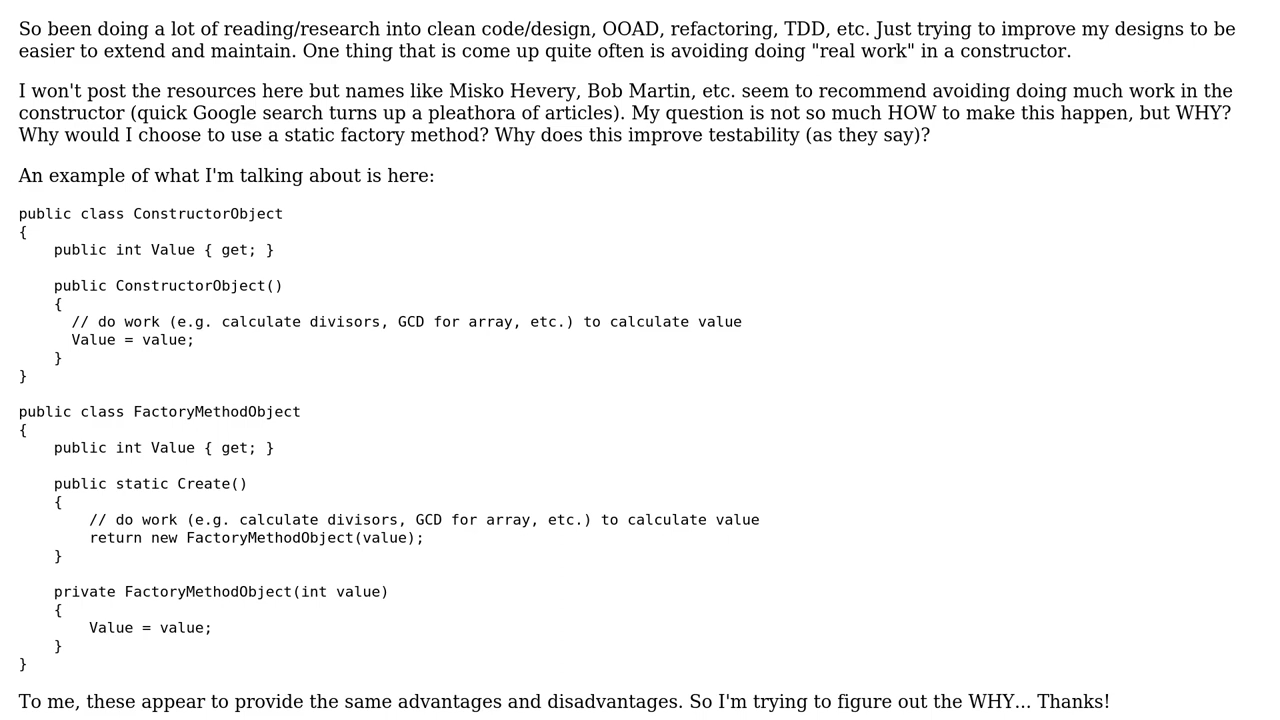 So been doing a lot of reading/research into clean code/design, OOAD, refactoring, TDD, etc. Just trying to improve my designs to be
easier to extend and maintain. One thing that is come up quite often is avoiding doing "real work" in a constructor.
I won't post the resources here but names like Misko Hevery, Bob Martin, etc. seem to recommend avoiding doing much work in the
constructor (quick Google search turns up a pleathora of articles). My question is not so much HOW to make this happen, but WHY?
Why would I choose to use a static factory method? Why does this improve testability (as they say)?
An example of what I'm talking about is here:
public class ConstructorObject
{
    public int Value { get; }
    public ConstructorObject()
    {
      // do work (e.g. calculate divisors, GCD for array, etc.) to calculate value
      Value = value;
    }
}
public class FactoryMethodObject
{
    public int Value { get; }
    public static Create()
    {
        // do work (e.g. calculate divisors, GCD for array, etc.) to calculate value
        return new FactoryMethodObject(value);
    }
    private FactoryMethodObject(int value)
    {
        Value = value;
    }
}
To me, these appear to provide the same advantages and disadvantages. So I'm trying to figure out the WHY... Thanks!